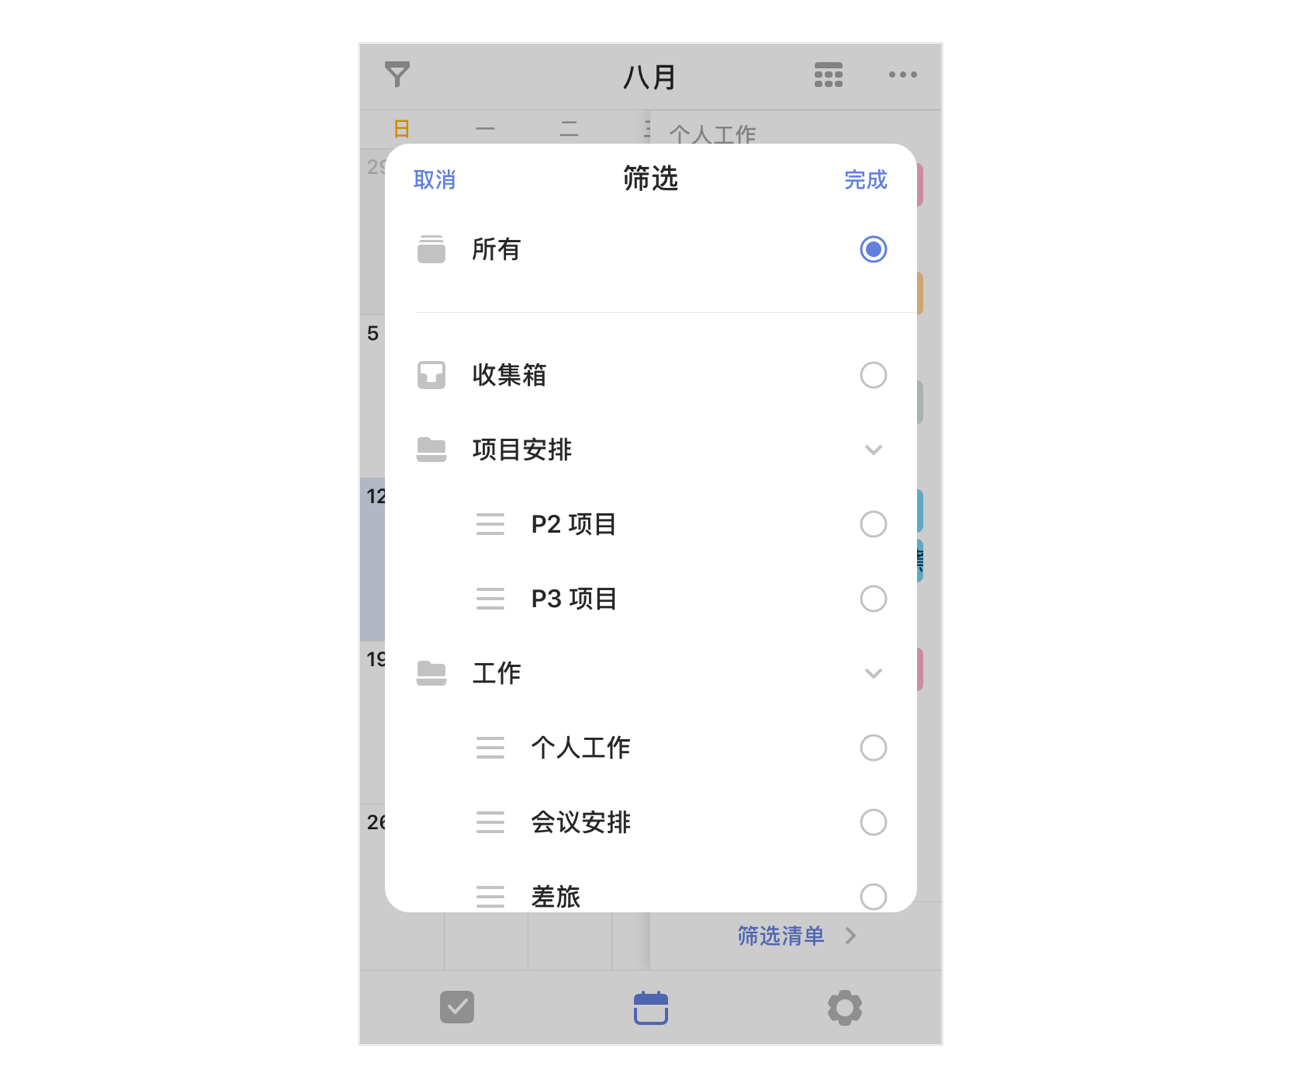 八月
日 一 二
个人工作
29
取消 筛选 完成
所有
5
收集箱
项目安排
12
P2 项目
P3 项目
19
工作
个人工作
会议安排
26
差旅
筛选清单